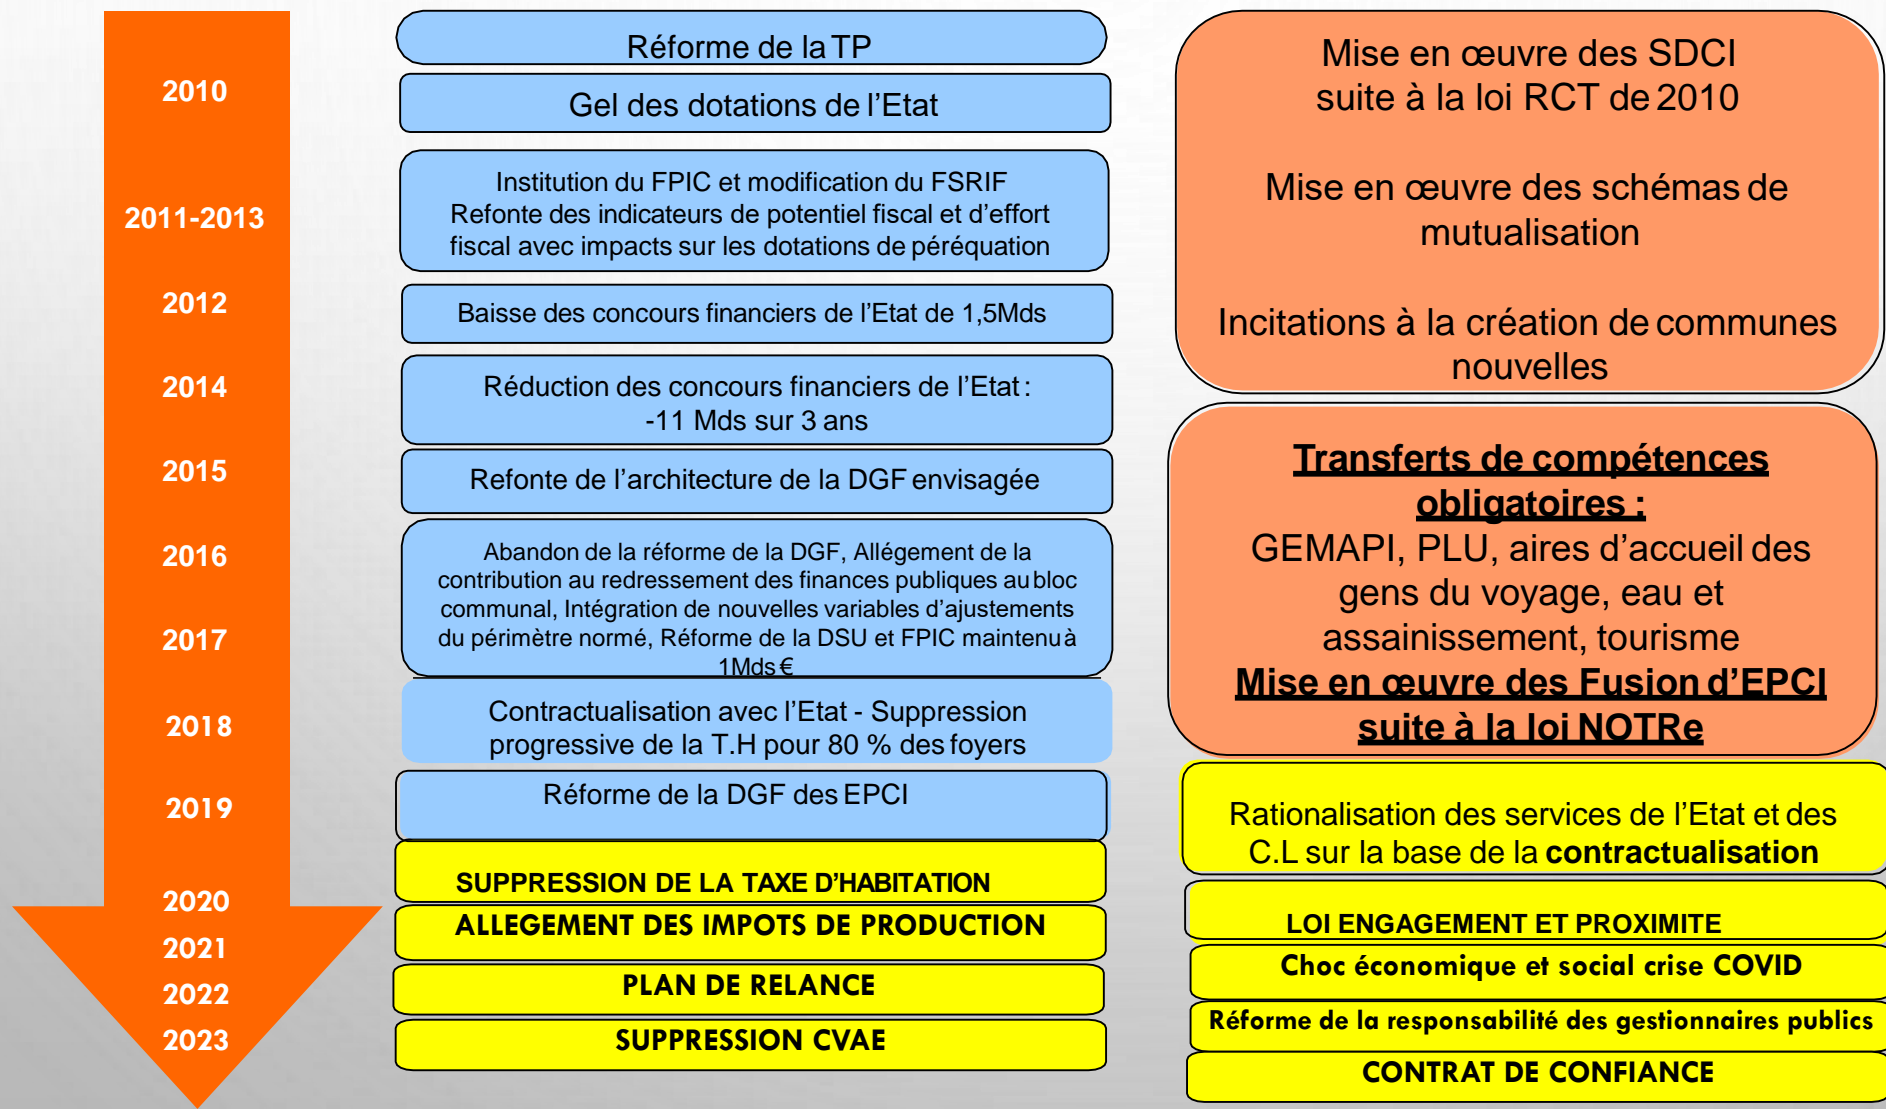 2010
2011-2013
2012
2014
2015
2016
2017
2018
2019
2020
2021
2022
2023
Réforme de la TP
Gel des dotations de l’Etat
Institution du FPIC et modification du FSRIF
Refonte des indicateurs de potentiel fiscal et d’effort
fiscal avec impacts sur les dotations de péréquation
Baisse des concours financiers de l’Etat de 1,5Mds
Réduction des concours financiers de l’Etat :
-11 Mds sur 3 ans
Refonte de l’architecture de la DGF envisagée
Abandon de la réforme de la DGF, Allégement de la
contribution au redressement des finances publiques au bloc
communal, Intégration de nouvelles variables d’ajustements
du périmètre normé, Réforme de la DSU et FPIC maintenu à
1Mds €
Contractualisation avec l’Etat - Suppression
progressive de la T.H pour 80 % des foyers
Réforme de la DGF des EPCI
SUPPRESSION DE LA TAXE D’HABITATION
ALLEGEMENT DES IMPOTS DE PRODUCTION
PLAN DE RELANCE
SUPPRESSION CVAE
Mise en œuvre des SDCI
suite à la loi RCT de 2010
Mise en œuvre des schémas de
mutualisation
Incitations à la création de communes
nouvelles
Transferts de compétences
obligatoires :
GEMAPI, PLU, aires d’accueil des
gens du voyage, eau et
assainissement, tourisme
Mise en œuvre des Fusion d’EPCI
suite à la loi NOTRe
Rationalisation des services de l’Etat et des
C.L sur la base de la contractualisation
LOI ENGAGEMENT ET PROXIMITE
Choc économique et social crise COVID
Réforme de la responsabilité des gestionnaires publics
CONTRAT DE CONFIANCE